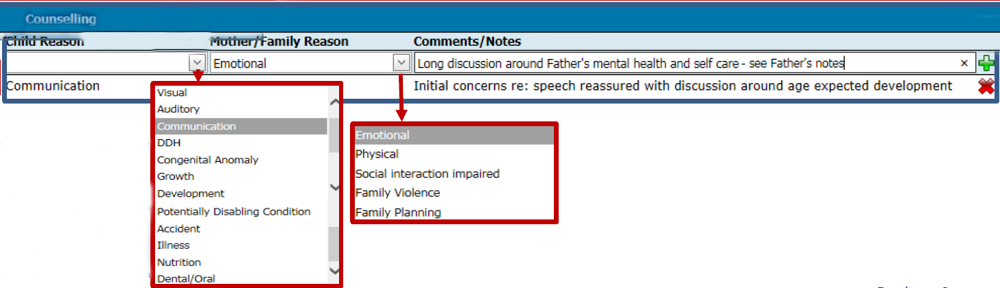 Counselling
Child Reason Mother/Family Reason Comments/Notes
Emotional Long discussion around Father's mental health and self care - see Father's notes
Communication Initial concerns re: speech reassured with discussion around age expected development
Visual
Auditory
Communication
DDH
Congenital Anomaly
Growth
Development
Potentially Disabling Condition
Accident
Illness
Nutrition
Dental/Oral
Emotional
Physical
Social interaction impaired
Family Violence
Family Planning